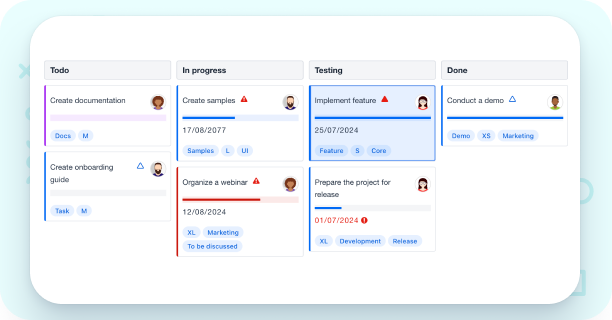 Todo
Create documentation
Docs M
Create onboarding
guide
Task M
In progress
Create samples
17/08/2077
Samples L UI
Organize a webinar
12/08/2024
XL Marketing
To be discussed
Testing
Implement feature
25/07/2024
Feature S Core
Prepare the project for
release
01/07/2024
XL Development Release
Done
Conduct a demo
Demo XS Marketing